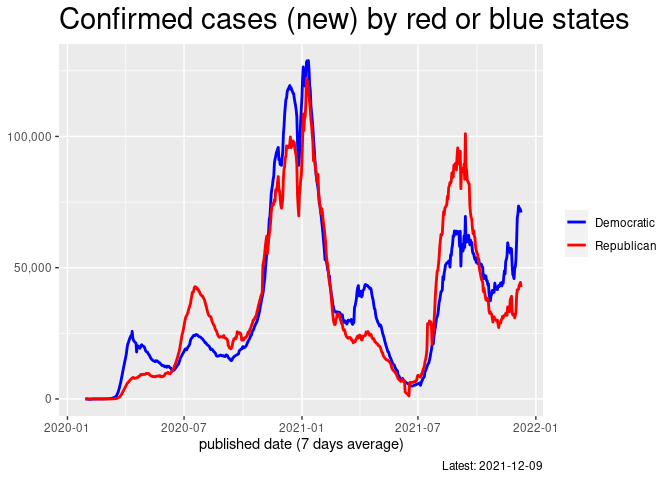 Confirmed cases (new) by red or blue states
100,000
50,000
0
2020-01
2020-07
2021-01
2021-07
2022-01
published date (7 days average)
Democratic
Republican
Latest: 2021-12-09